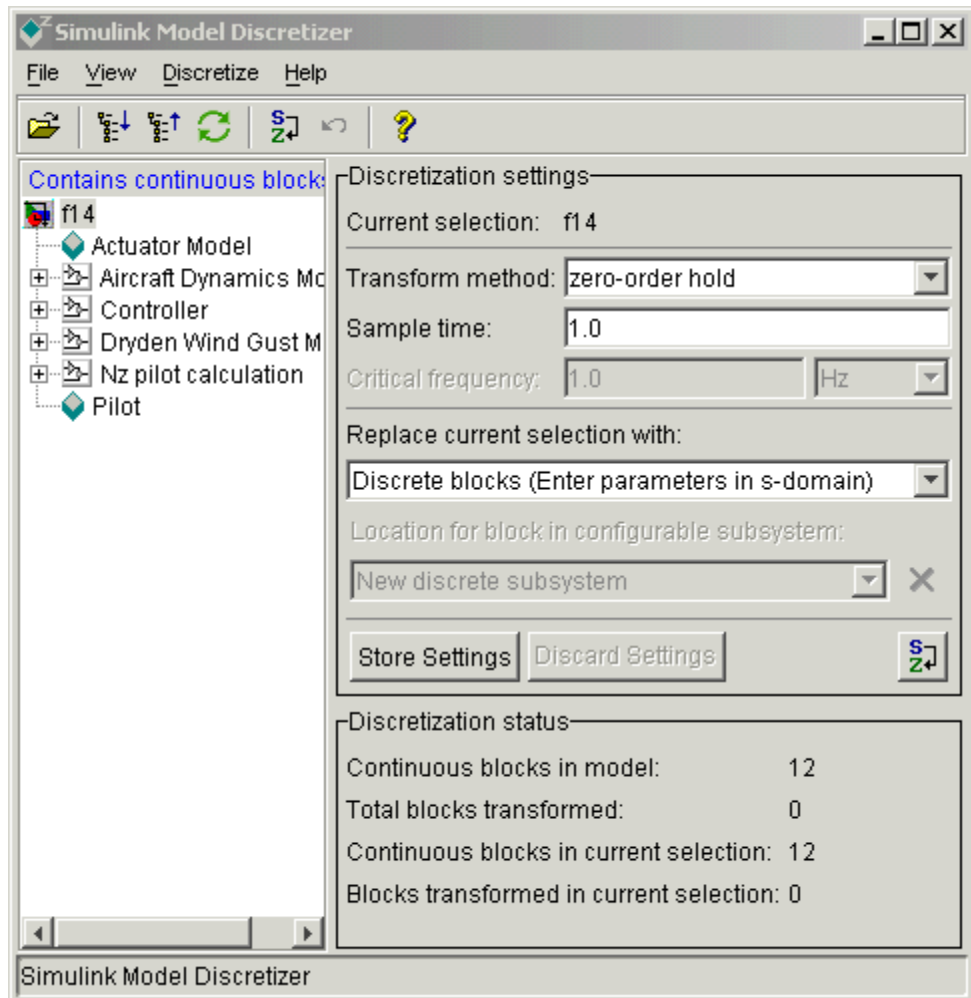 Simulink Model Discretizer
File View Discretize Help
Contains continuous block
f14
Actuator Model
Aircraft Dynamics Mo
Controller
Dryden Wind Gust M
Nz pilot calculation
Pilot
Discretization settings
Current selection: f14
Transform method: zero-order hold
Sample time: 1.0
Critical frequency: 1.0 Hz
Replace current selection with:
Discrete blocks (Enter parameters in s-domain)
Location for block in configurable subsystem:
New discrete subsystem
Store Settings Discard Settings
Discretization status
Continuous blocks in model: 12
Total blocks transformed: 0
Continuous blocks in current selection: 12
Blocks transformed in current selection: 0
Simulink Model Discretizer